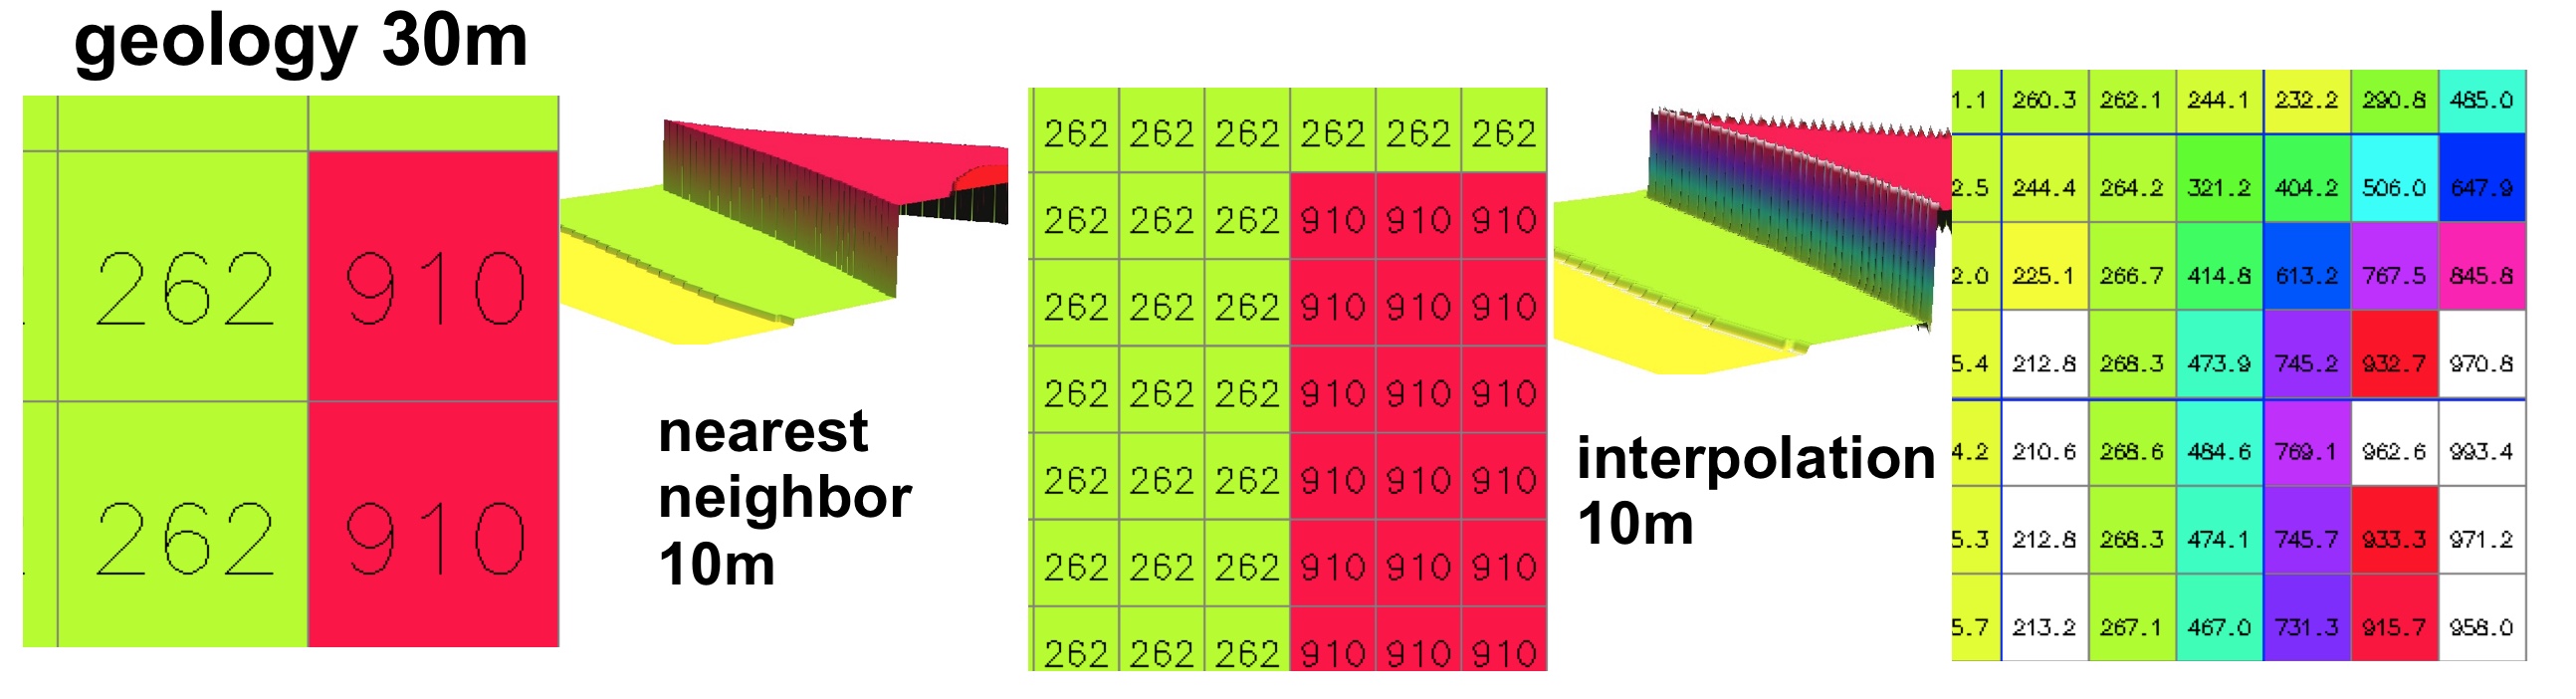 geology 30m
262 910
262 910
nearest
neighbor
10m
262 262 262 262 262 262
262 262 262 910 910 910
262 262 262 910 910 910
262 262 262 910 910 910
262 262 262 910 910 910
262 262 262 910 910 910
262 262 262 910 910 910
interpolation
10m
1.1 260.3 262.1 244.1 232.2 290.8 485.0
2.5 244.4 264.2 321.2 404.2 506.0 647.9
2.0 225.1 266.7 414.8 613.2 767.5 845.8
5.4 212.8 268.3 473.9 745.2 932.7 970.8
4.2 210.6 268.6 484.6 769.1 962.6 993.4
5.3 212.8 268.3 474.1 745.7 933.3 971.2
5.7 213.2 267.1 467.0 731.3 915.7 958.0